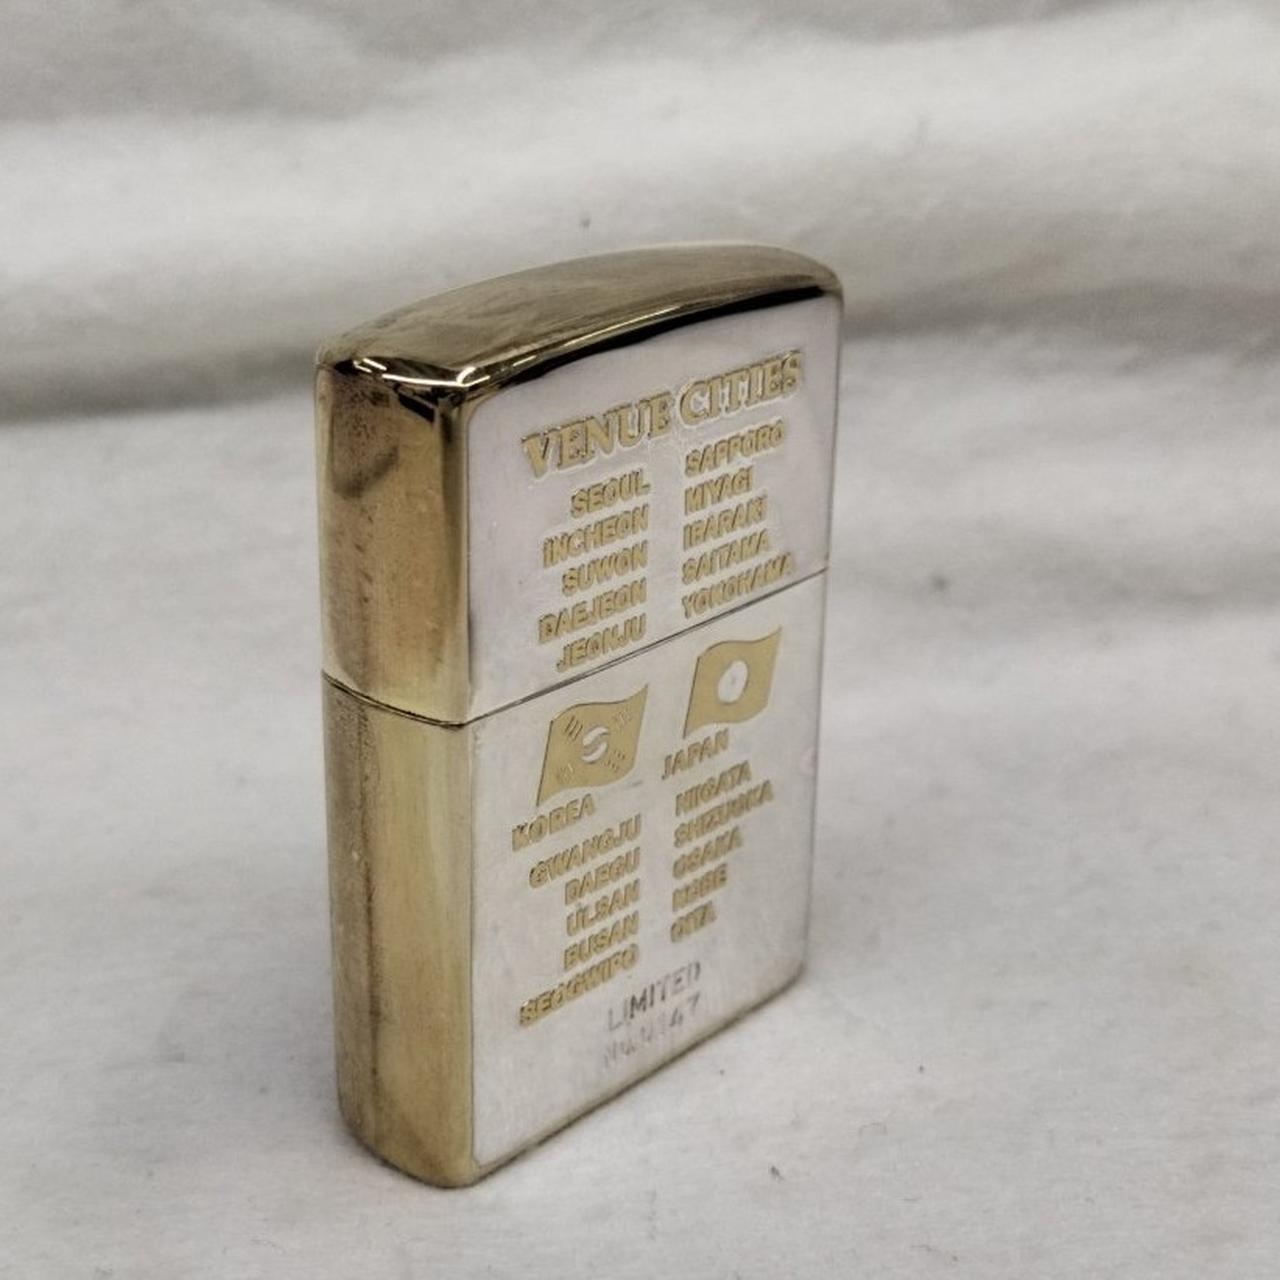 VENUE CITIES
SEOUL SAPPORO
INCHEON MIYAGI
SUWON IBARAKI
DAEJEON SAITAMA
JEONJU YOKOHAMA
KOREA JAPAN
GWANGJU NIIGATA
DAEGU SHIZUOKA
ULSAN OSAKA
BUSAN KOBE
SEOGWIPO OITA
LIMITED